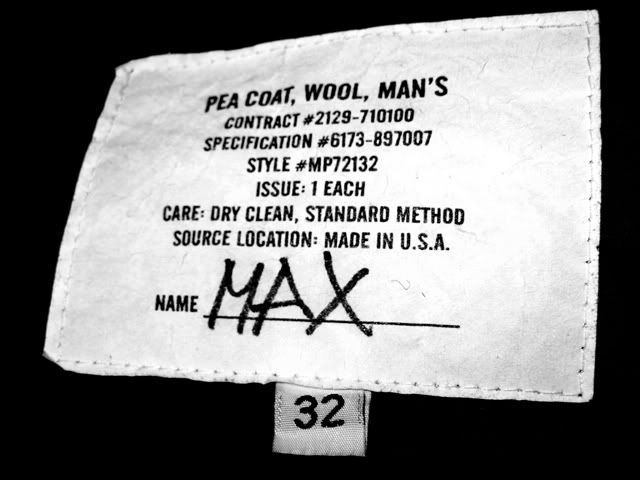 PEA COAT, WOOL, MAN'S
CONTRACT #2129-710100
SPECIFICATION #6173-897007
STYLE #MP72132
ISSUE: 1 EACH
CARE: DRY CLEAN, STANDARD METHOD
SOURCE LOCATION: MADE IN U.S.A.
NAME MAX
32